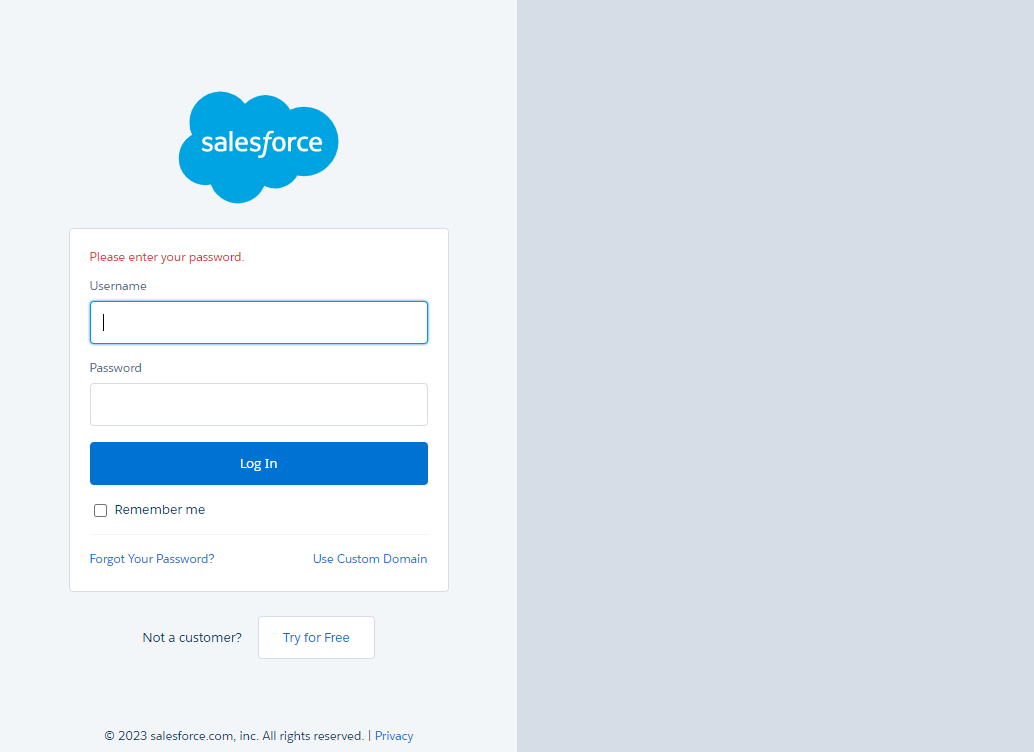 salesforce
Please enter your password.
Username
Password
Log In
Remember me
Forgot Your Password? Use Custom Domain
Not a customer? Try for Free
© 2023 salesforce.com, inc. All rights reserved. | Privacy